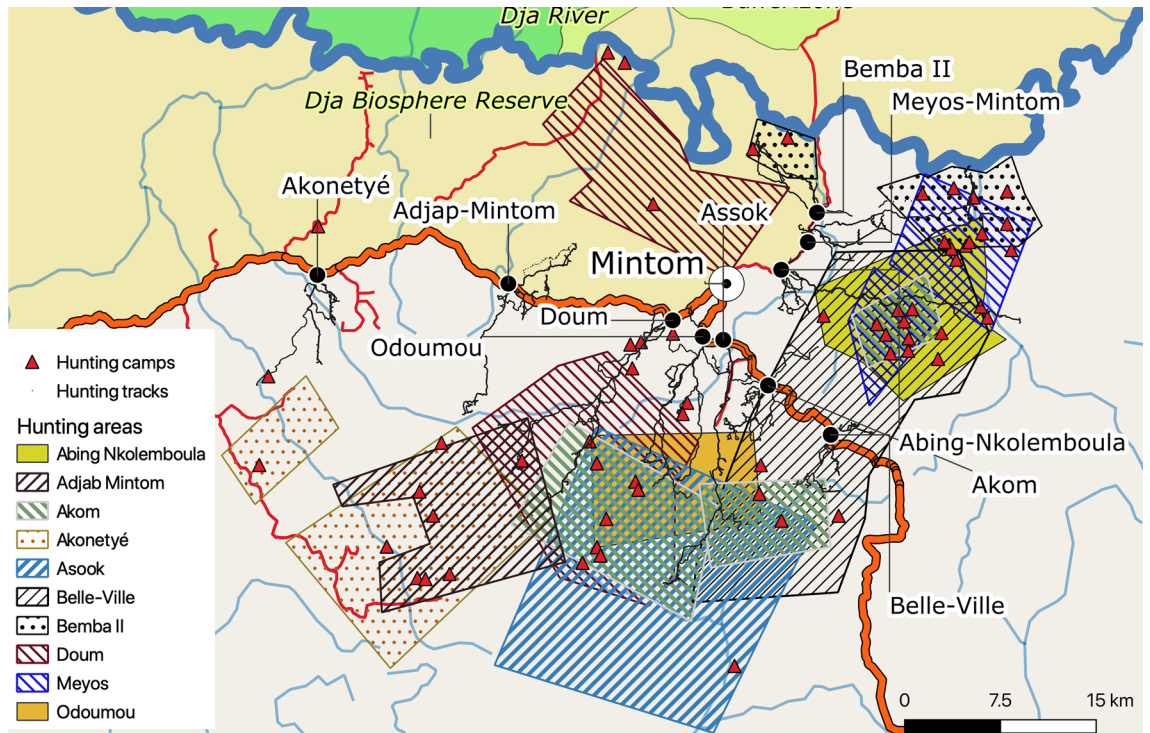 Dja River
Bemba II
Meyos-Mintom
Dja Biosphere Reserve
Akonetyé
Adjap-Mintom
Assok
Mintom
Doum
Odoumou
Hunting camps
Hunting tracks
Hunting areas
Abing Nkolemboula
Adjab Mintom
Akom
Akonetyé
Asook
Belle-Ville
Bemba II
Doum
Meyos
Odoumou
Abing-Nkolemboula
Akom
Belle-Ville
0 7.5 15 km